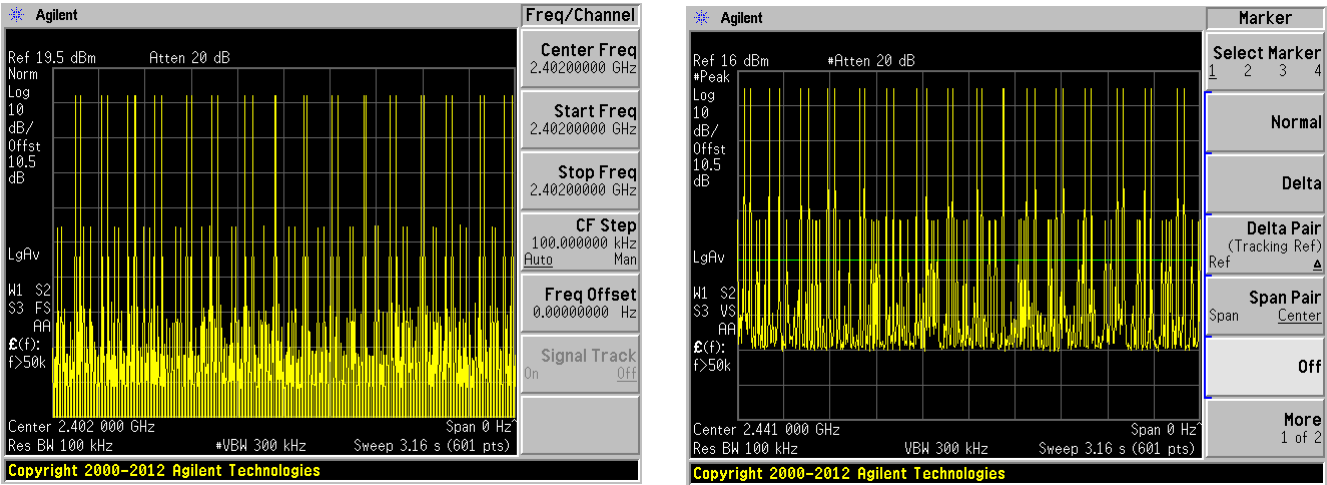 Agilent
Freq/Channel
Ref 19.5 dBm Atten 20 dB
Norm
Log
10
dB/
Offst
10.5
dB
LgAv
W1 S2
S3 FS
AA
£(f):
f>50k
Center 2.402 000 GHz Span 0 Hz^
Res BW 100 kHz #VBW 300 kHz Sweep 3.16 s (601 pts)
Copyright 2000-2012 Agilent Technologies
Center Freq
2.40200000 GHz
Start Freq
2.40200000 GHz
Stop Freq
2.40200000 GHz
CF Step
100.000000 kHz
Auto Man
Freq Offset
0.00000000 Hz
Signal Track
On Off
Agilent
Marker
Ref 16 dBm #Atten 20 dB
#Peak
Log
10
dB/
Offst
10.5
dB
LgAv
W1 S2
S3 VS
AA
£(f):
f>50k
Center 2.441 000 GHz Span 0 Hz^
Res BW 100 kHz VBW 300 kHz Sweep 3.16 s (601 pts)
Copyright 2000-2012 Agilent Technologies
Select Marker
1 2 3 4
Normal
Delta
Delta Pair
(Tracking Ref)
Ref Δ
Span Pair
Span Center
Off
More
1 of 2